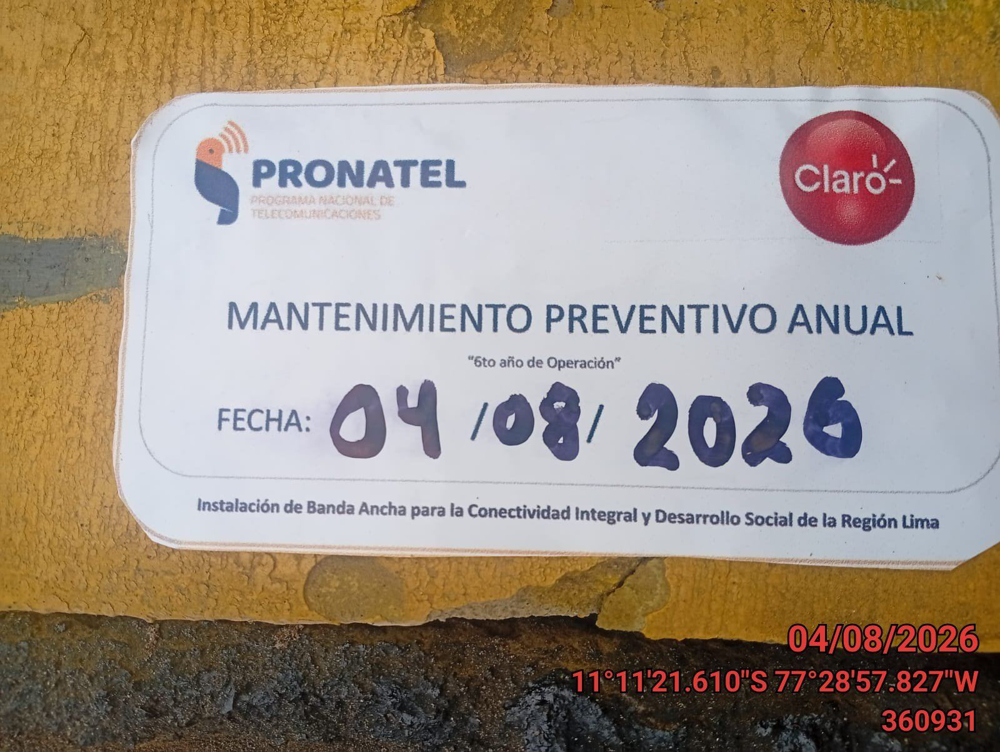 PRONATEL
PROGRAMA NACIONAL DE
TELECOMUNICACIONES
Claro
MANTENIMIENTO PREVENTIVO ANUAL
"6to año de Operación"
FECHA: 04 /08/ 2026
Instalación de Banda Ancha para la Conectividad Integral y Desarrollo Social de la Región Lima
04/08/2026
11°11'21.610"S 77°28'57.827"W
360931